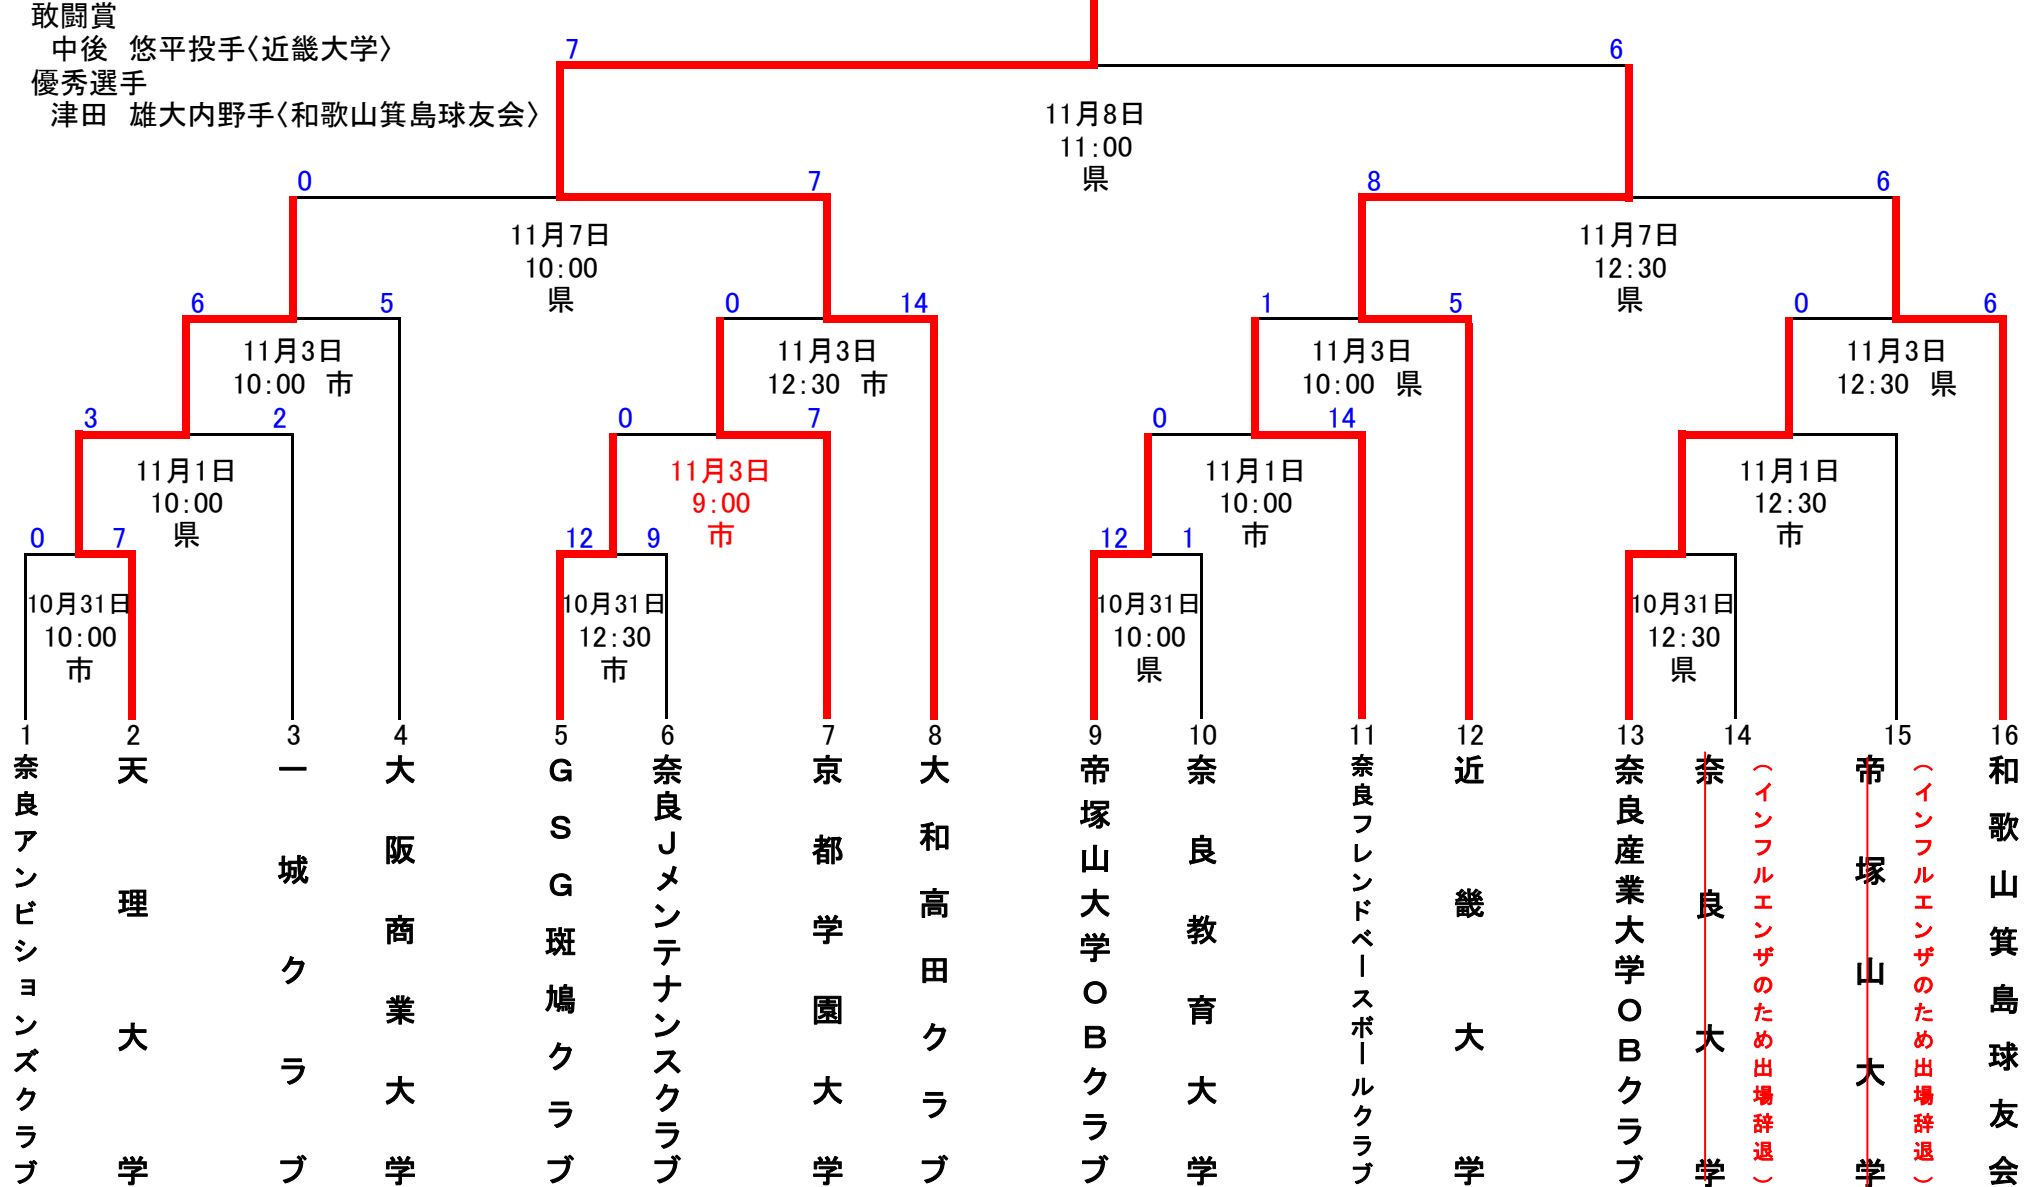 敢闘賞
中後　悠平投手〈近畿大学〉
優秀選手
津田　雄大内野手〈和歌山箕島球友会〉
7
6
11月8日
11:00
県
0
7
8
6
11月7日
10:00
県
11月7日
12:30
県
6
5
0
14
1
5
0
6
11月3日
10:00　市
11月3日
12:30　市
11月3日
10:00　県
11月3日
12:30　県
3
2
0
7
0
14
11月1日
10:00
県
11月3日
9:00
市
11月1日
10:00
市
11月1日
12:30
市
0
7
12
9
12
1
10月31日
10:00
市
10月31日
12:30
市
10月31日
10:00
県
10月31日
12:30
県
1
奈良アンビションズクラブ
2
天理大学
3
一城クラブ
4
大阪商業大学
5
GSG斑鳩クラブ
6
奈良Jメンテナンスクラブ
7
京都学園大学
8
大和高田クラブ
9
帝塚山大学OBクラブ
10
奈良教育大学
11
奈良フレンドベースボールクラブ
12
近畿大学
13
奈良産業大学OBクラブ
14
奈良大学
（インフルエンザのため出場辞退）
15
帝塚山大学
（インフルエンザのため出場辞退）
16
和歌山箕島球友会